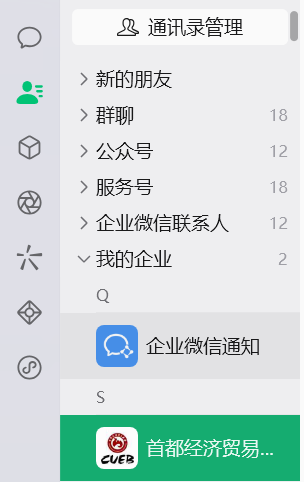 通讯录管理
新的朋友
群聊 18
公众号 12
服务号 18
企业微信联系人 12
我的企业 2
Q
企业微信通知
S
CUEB 首都经济贸易...